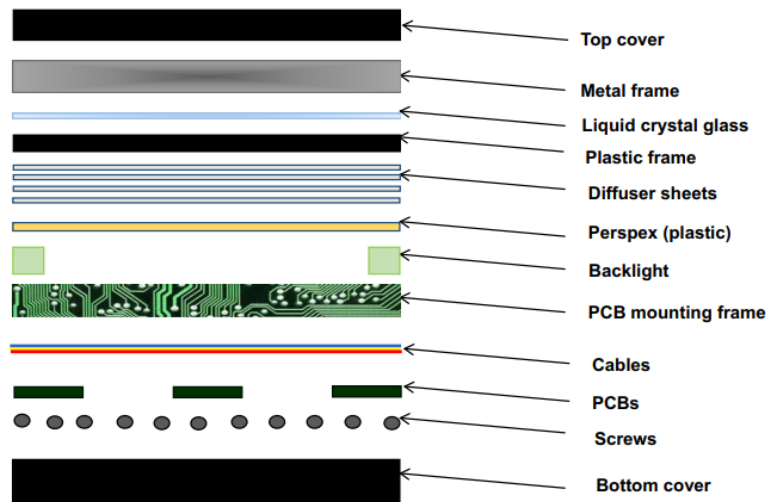 Top cover
Metal frame
Liquid crystal glass
Plastic frame
Diffuser sheets
Perspex (plastic)
Backlight
PCB mounting frame
Cables
PCBs
Screws
Bottom cover